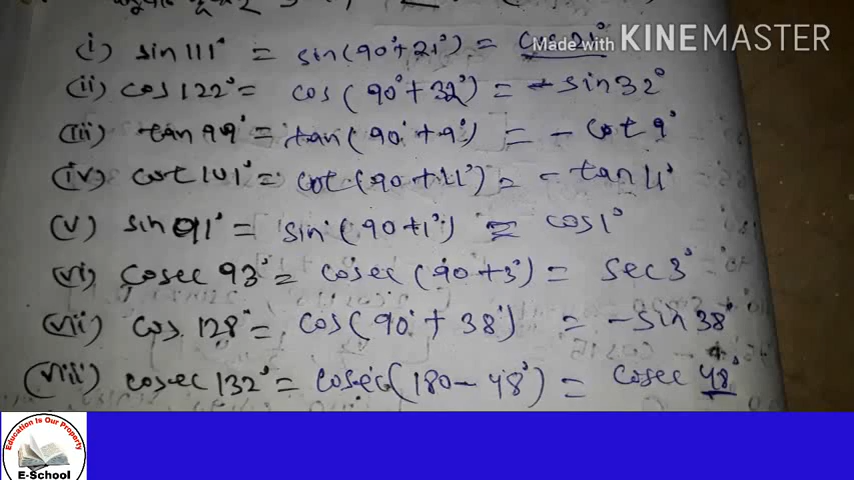 (i) sin 111° = sin(90°+21°) = cos 21°
Made with KINEMASTER
(ii) cos 122° = cos (90°+32°) = -sin 32°
(iii) tan 99° = tan (90°+9°) = - cot 9°
(iv) cot 101° = cot (90+11°) = - tan 11°
(v) sin 91° = sin (90+1°) = cos 1°
(vi) cosec 93° = cosec (90+3°) = sec 3°
(vii) cos 128° = cos (90° + 38°) = -sin 38°
(viii) cosec 132° = cosec (180 - 48°) = cosec 48°
Education Is Our Property
E-School